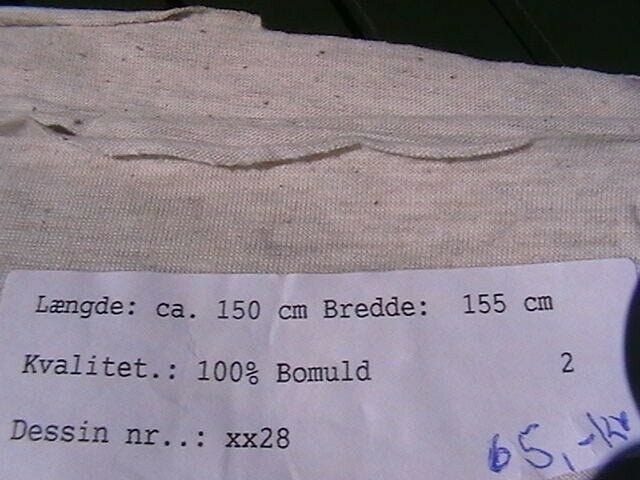 Længde: ca. 150 cm Bredde: 155 cm
Kvalitet.: 100% Bomuld 2
Dessin nr..: xx28
65,- kr